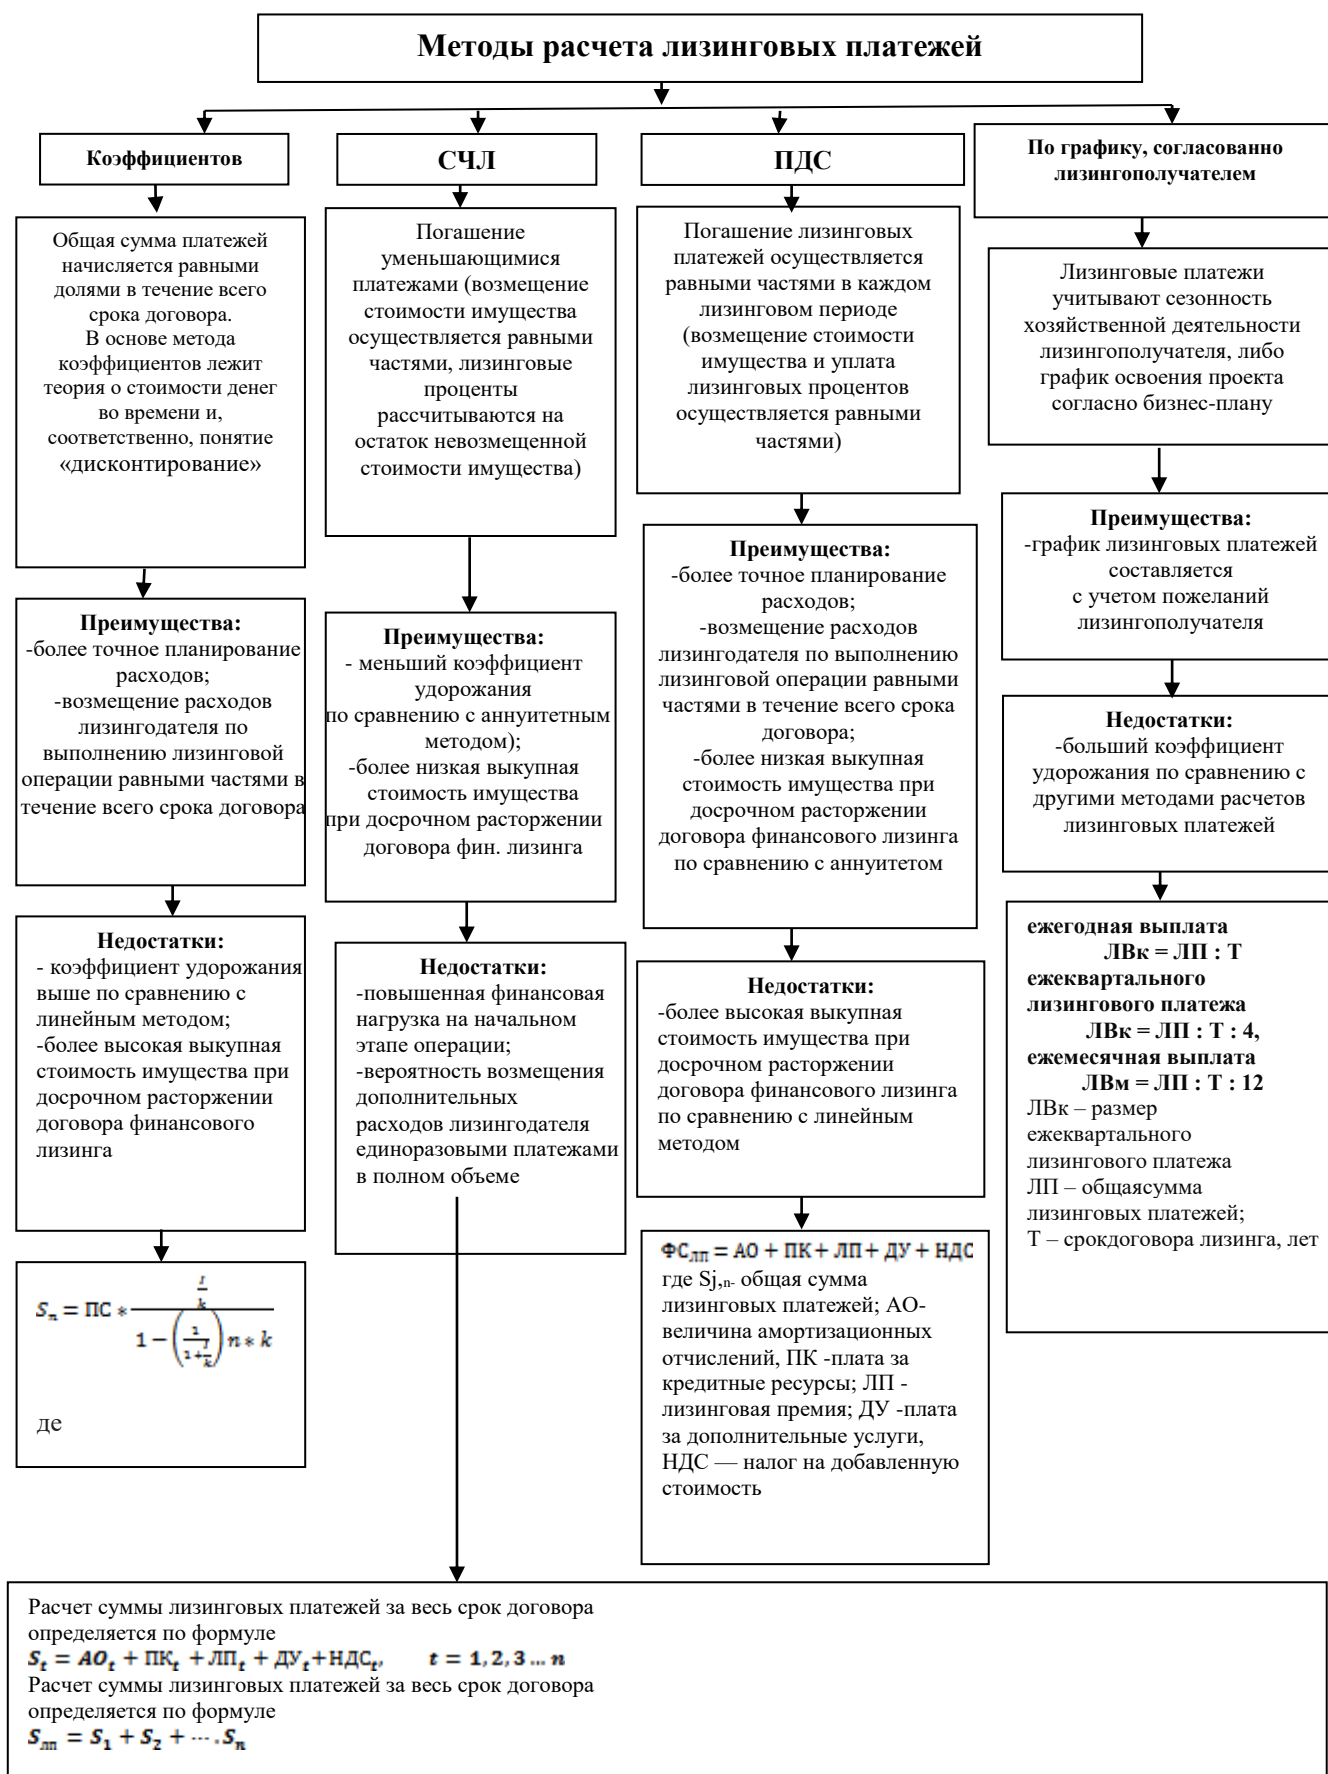 Методы расчета лизинговых платежей
Коэффициентов
Общая сумма платежей
начисляется равными
долями в течение всего
срока договора.
В основе метода
коэффициентов лежит
теория о стоимости денег
во времени и,
соответственно, понятие
«дисконтирование»
Преимущества:
-более точное планирование
расходов;
-возмещение расходов
лизингодателя по
выполнению лизинговой
операции равными частями в
течение всего срока договора
Недостатки:
- коэффициент удорожания
выше по сравнению с
линейным методом;
-более высокая выкупная
стоимость имущества при
досрочном расторжении
договора финансового
лизинга
S_n = ПС * (I/k) / (1 − (1/(1+I/k)) n * k)
де
СЧЛ
Погашение
уменьшающимися
платежами (возмещение
стоимости имущества
осуществляется равными
частями, лизинговые
проценты
рассчитываются на
остаток невозмещенной
стоимости имущества)
Преимущества:
- меньший коэффициент
удорожания
по сравнению с аннуитетным
методом);
-более низкая выкупная
стоимость имущества
при досрочном расторжении
договора фин. лизинга
Недостатки:
-повышенная финансовая
нагрузка на начальном
этапе операции;
-вероятность возмещения
дополнительных
расходов лизингодателя
единоразовыми платежами
в полном объеме
ПДС
Погашение лизинговых
платежей осуществляется
равными частями в каждом
лизинговом периоде
(возмещение стоимости
имущества и уплата
лизинговых процентов
осуществляется равными
частями)
Преимущества:
-более точное планирование
расходов;
-возмещение расходов
лизингодателя по выполнению
лизинговой операции равными
частями в течение всего срока
договора;
-более низкая выкупная
стоимость имущества при
досрочном расторжении
договора финансового лизинга
по сравнению с аннуитетом
Недостатки:
-более высокая выкупная
стоимость имущества при
досрочном расторжении
договора финансового лизинга
по сравнению с линейным
методом
ФС_ЛП = АО + ПК + ЛП + ДУ + НДС
где Sj,n- общая сумма
лизинговых платежей; АО-
величина амортизационных
отчислений, ПК -плата за
кредитные ресурсы; ЛП -
лизинговая премия; ДУ -плата
за дополнительные услуги,
НДС — налог на добавленную
стоимость
По графику, согласованно
лизингополучателем
Лизинговые платежи
учитывают сезонность
хозяйственной деятельности
лизингополучателя, либо
график освоения проекта
согласно бизнес-плану
Преимущества:
-график лизинговых платежей
составляется
с учетом пожеланий
лизингополучателя
Недостатки:
-больший коэффициент
удорожания по сравнению с
другими методами расчетов
лизинговых платежей
ежегодная выплата
ЛВк = ЛП : Т
ежеквартального
лизингового платежа
ЛВк = ЛП : Т : 4,
ежемесячная выплата
ЛВм = ЛП : Т : 12
ЛВк – размер
ежеквартального
лизингового платежа
ЛП – общаясумма
лизинговых платежей;
Т – срокдоговора лизинга, лет
Расчет суммы лизинговых платежей за весь срок договора
определяется по формуле
S_t = AO_t + ПК_t + ЛП_t + ДУ_t+НДС_t, t = 1, 2, 3 … n
Расчет суммы лизинговых платежей за весь срок договора
определяется по формуле
S_лп = S_1 + S_2 + ⋯ . S_n